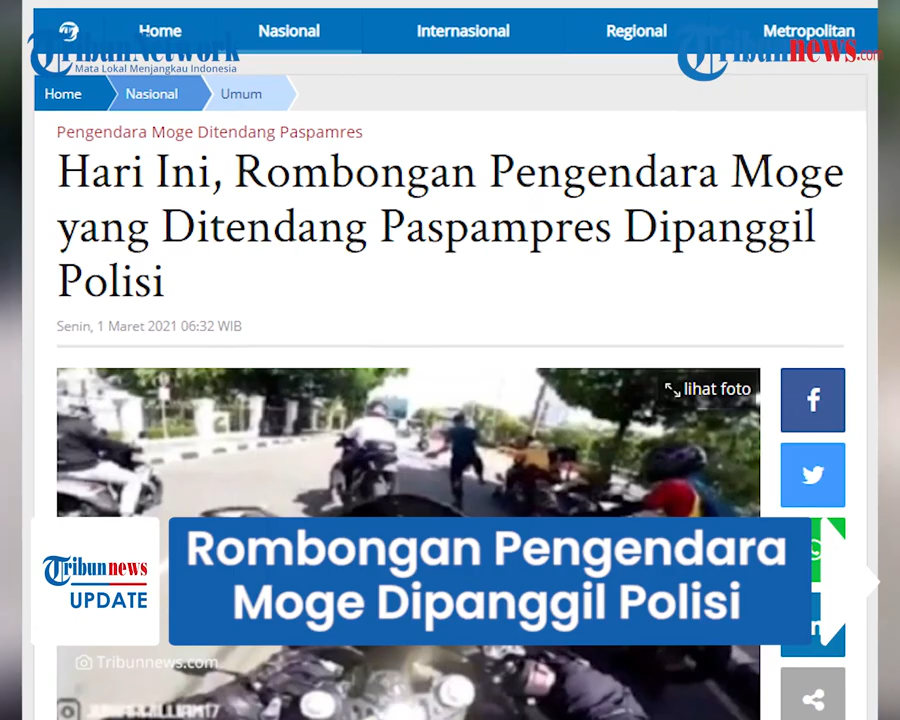 Home
Nasional
Internasional
Regional
Metropolitan
TribunNetwork
Mata Lokal Menjangkau Indonesia
Tribunnews.com
Home
Nasional
Umum
Pengendara Moge Ditendang Paspamres
Hari Ini, Rombongan Pengendara Moge
yang Ditendang Paspampres Dipanggil
Polisi
Senin, 1 Maret 2021 06:32 WIB
lihat foto
Tribunnews
UPDATE
Rombongan Pengendara
Moge Dipanggil Polisi
Tribunnews.com